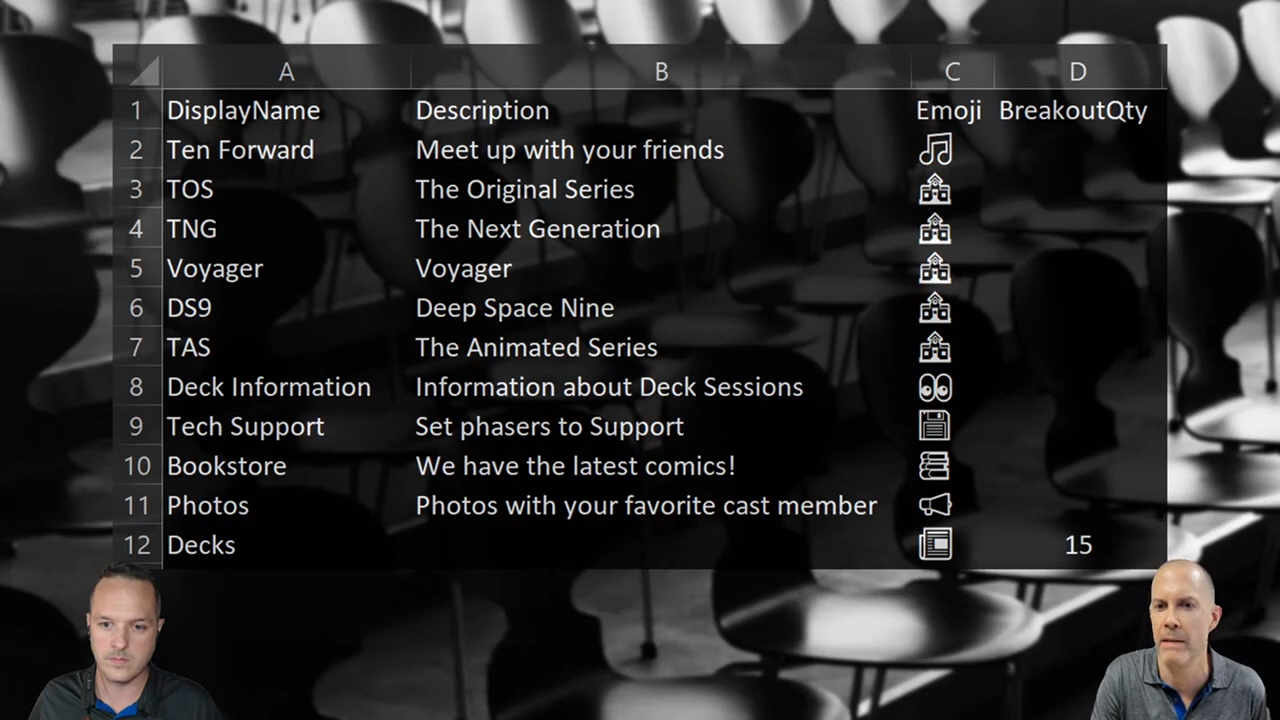 A B C D
1 DisplayName Description Emoji BreakoutQty
2 Ten Forward Meet up with your friends
3 TOS The Original Series
4 TNG The Next Generation
5 Voyager Voyager
6 DS9 Deep Space Nine
7 TAS The Animated Series
8 Deck Information Information about Deck Sessions
9 Tech Support Set phasers to Support
10 Bookstore We have the latest comics!
11 Photos Photos with your favorite cast member
12 Decks 15